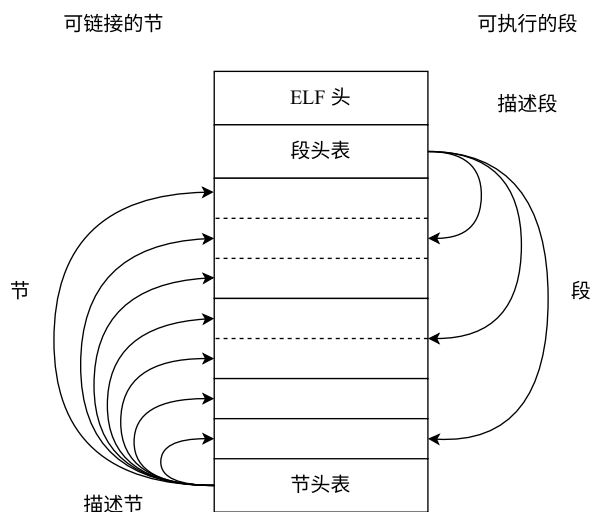 可链接的节
可执行的段
ELF 头
描述段
段头表
节
段
节头表
描述节